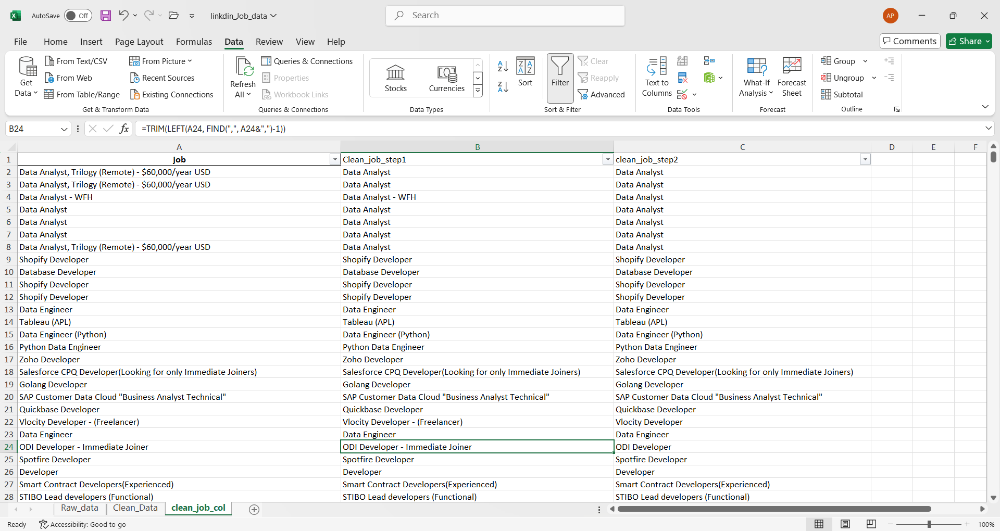 AutoSave Off linkdin_Job_data Search AP
File Home Insert Page Layout Formulas Data Review View Help Comments Share
Get Data From Text/CSV From Web From Table/Range From Picture Recent Sources Existing Connections
Get & Transform Data
Refresh All Queries & Connections Properties Workbook Links
Queries & Connections
Stocks Currencies
Data Types
Sort Filter Clear Reapply Advanced
Sort & Filter
Text to Columns
Data Tools
What-If Analysis Forecast Sheet
Forecast
Group Ungroup Subtotal
Outline
B24 fx =TRIM(LEFT(A24, FIND(",", A24&",")-1))
A B C D E F
1 job Clean_job_step1 clean_job_step2
2 Data Analyst, Trilogy (Remote) - $60,000/year USD Data Analyst Data Analyst
3 Data Analyst, Trilogy (Remote) - $60,000/year USD Data Analyst Data Analyst
4 Data Analyst - WFH Data Analyst - WFH Data Analyst
5 Data Analyst Data Analyst Data Analyst
6 Data Analyst Data Analyst Data Analyst
7 Data Analyst Data Analyst Data Analyst
8 Data Analyst, Trilogy (Remote) - $60,000/year USD Data Analyst Data Analyst
9 Shopify Developer Shopify Developer Shopify Developer
10 Database Developer Database Developer Database Developer
11 Shopify Developer Shopify Developer Shopify Developer
12 Shopify Developer Shopify Developer Shopify Developer
13 Data Engineer Data Engineer Data Engineer
14 Tableau (APL) Tableau (APL) Tableau (APL)
15 Data Engineer (Python) Data Engineer (Python) Data Engineer (Python)
16 Python Data Engineer Python Data Engineer Python Data Engineer
17 Zoho Developer Zoho Developer Zoho Developer
18 Salesforce CPQ Developer(Looking for only Immediate Joiners) Salesforce CPQ Developer(Looking for only Immediate Joiners) Salesforce CPQ Developer(Looking for only Immediate Joiners)
19 Golang Developer Golang Developer Golang Developer
20 SAP Customer Data Cloud "Business Analyst Technical" SAP Customer Data Cloud "Business Analyst Technical" SAP Customer Data Cloud "Business Analyst Technical"
21 Quickbase Developer Quickbase Developer Quickbase Developer
22 Vlocity Developer - (Freelancer) Vlocity Developer - (Freelancer) Vlocity Developer
23 Data Engineer Data Engineer Data Engineer
24 ODI Developer - Immediate Joiner ODI Developer - Immediate Joiner ODI Developer
25 Spotfire Developer Spotfire Developer Spotfire Developer
26 Developer Developer Developer
27 Smart Contract Developers(Experienced) Smart Contract Developers(Experienced) Smart Contract Developers(Experienced)
28 STIBO Lead developers (Functional) STIBO Lead developers (Functional) STIBO Lead developers (Functional)
Raw_data Clean_Data clean_job_col
Ready Accessibility: Good to go 100%